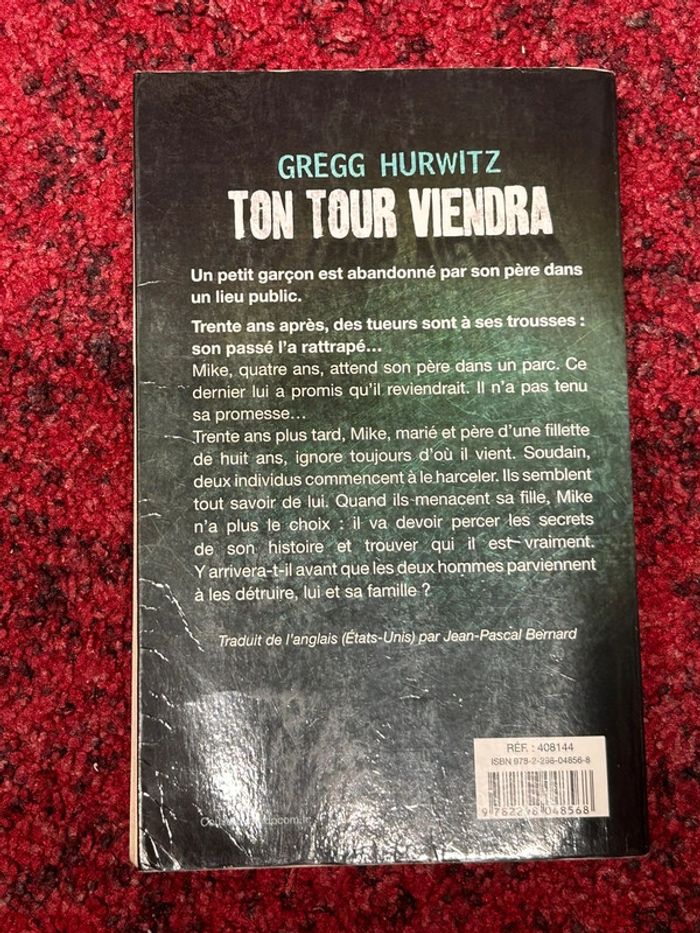 GREGG HURWITZ
TON TOUR VIENDRA
Un petit garçon est abandonné par son père dans
un lieu public.
Trente ans après, des tueurs sont à ses trousses :
son passé l'a rattrapé…
Mike, quatre ans, attend son père dans un parc. Ce
dernier lui a promis qu'il reviendrait. Il n'a pas tenu
sa promesse…
Trente ans plus tard, Mike, marié et père d'une fillette
de huit ans, ignore toujours d'où il vient. Soudain,
deux individus commencent à le harceler. Ils semblent
tout savoir de lui. Quand ils menacent sa fille, Mike
n'a plus le choix : il va devoir percer les secrets
de son histoire et trouver qui il est vraiment.
Y arrivera-t-il avant que les deux hommes parviennent
à les détruire, lui et sa famille ?
Traduit de l'anglais (États-Unis) par Jean-Pascal Bernard
RÉF. : 408144
ISBN 978-2-298-04856-8
9 782298 048568